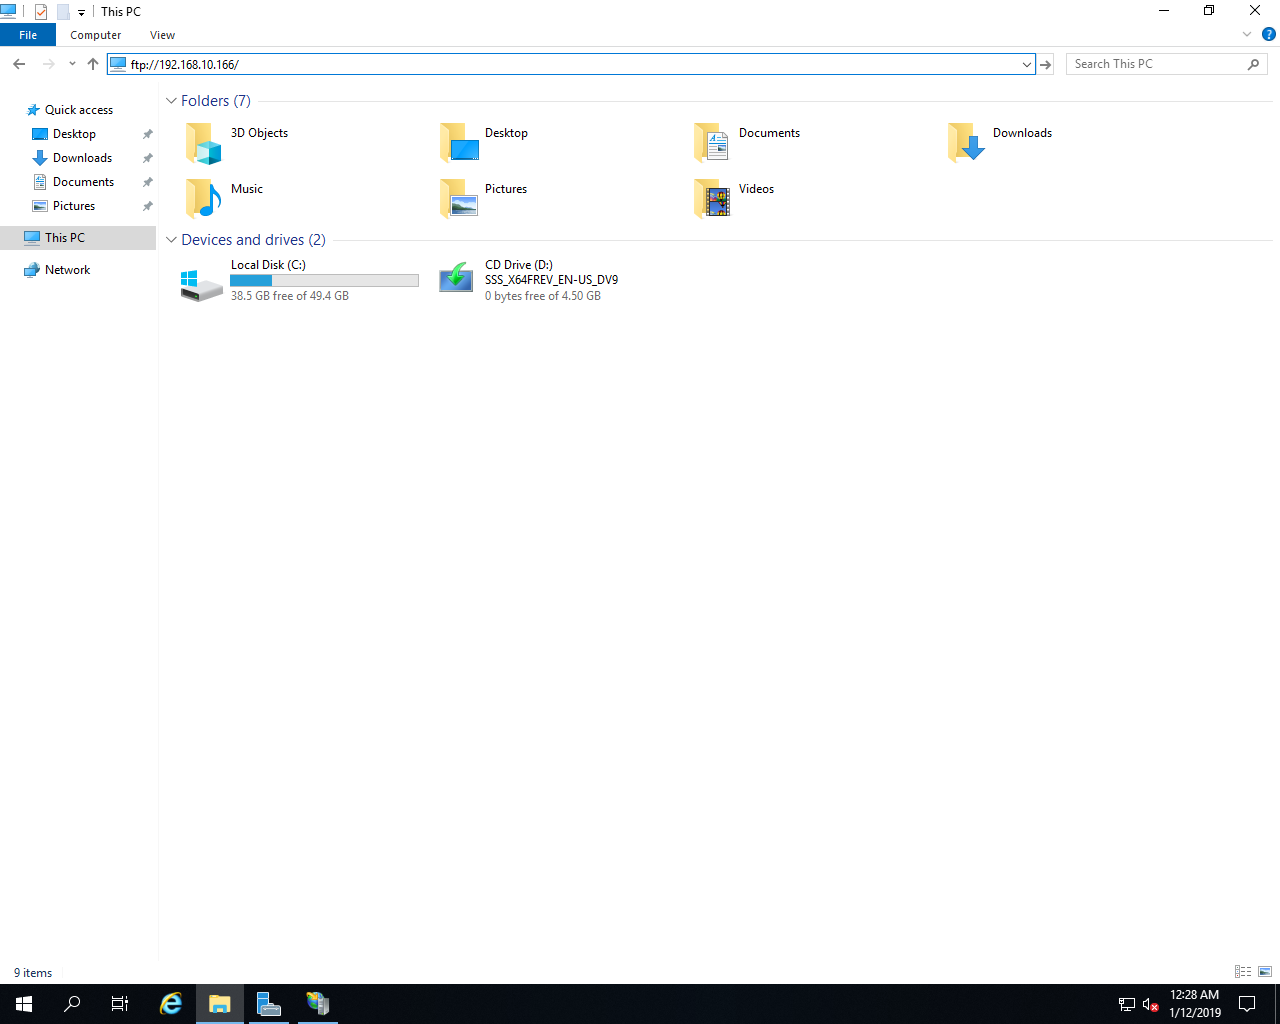 This PC
File
Computer
View
ftp://192.168.10.166/
Search This PC
Quick access
Desktop
Downloads
Documents
Pictures
This PC
Network
Folders (7)
3D Objects
Desktop
Documents
Downloads
Music
Pictures
Videos
Devices and drives (2)
Local Disk (C:)
38.5 GB free of 49.4 GB
CD Drive (D:)
SSS_X64FREV_EN-US_DV9
0 bytes free of 4.50 GB
9 items
12:28 AM
1/12/2019